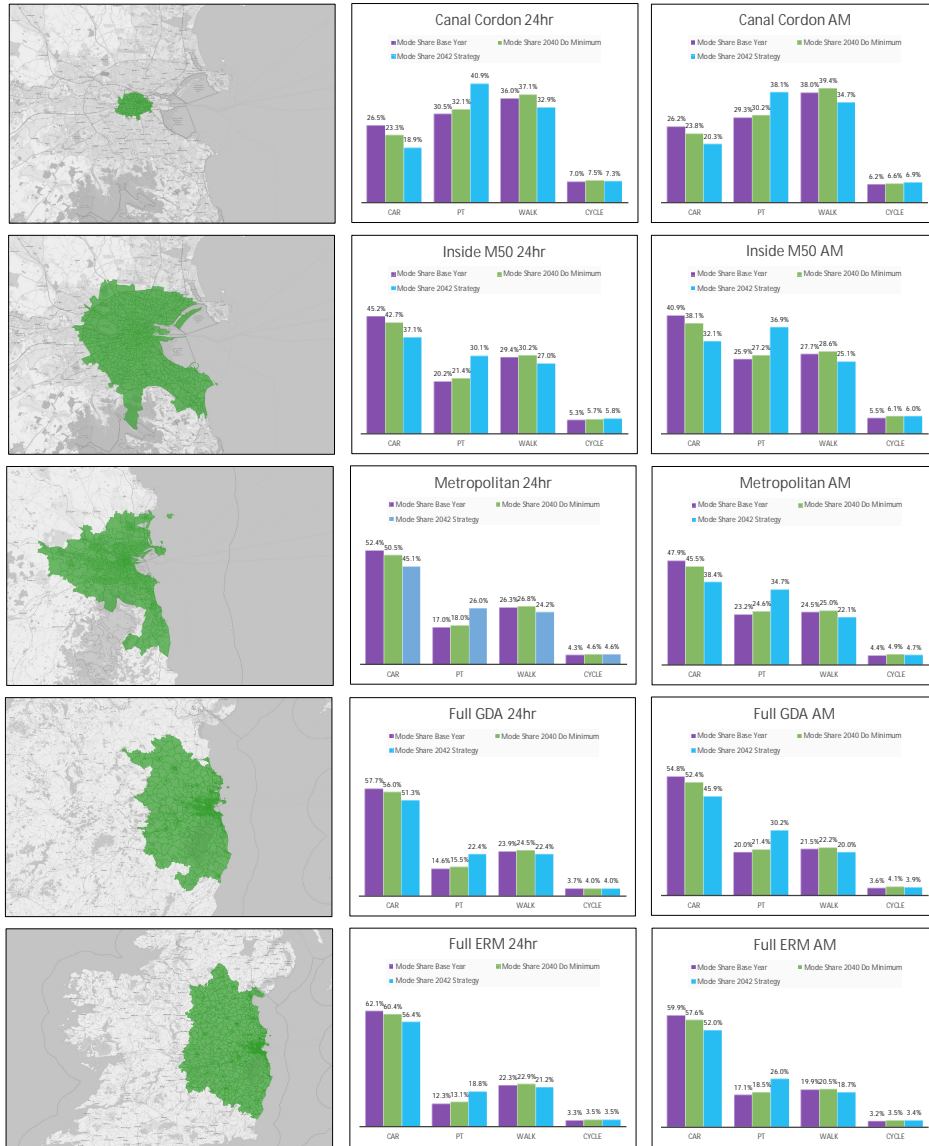 Canal Cordon 24hr
Mode Share Base Year Mode Share 2040 Do Minimum
Mode Share 2042 Strategy
26.5% 23.3% 18.9% 30.5% 32.1% 40.9% 36.0% 37.1% 32.9% 7.0% 7.5% 7.3%
CAR PT WALK CYCLE
Canal Cordon AM
Mode Share Base Year Mode Share 2040 Do Minimum
Mode Share 2042 Strategy
26.2% 23.8% 20.3% 29.3% 30.2% 38.1% 38.0% 39.4% 34.7% 6.2% 6.6% 6.9%
CAR PT WALK CYCLE
Inside M50 24hr
Mode Share Base Year Mode Share 2040 Do Minimum
Mode Share 2042 Strategy
45.2% 42.7% 37.1% 20.2% 21.4% 30.1% 29.4% 30.2% 27.0% 5.3% 5.7% 5.8%
CAR PT WALK CYCLE
Inside M50 AM
Mode Share Base Year Mode Share 2040 Do Minimum
Mode Share 2042 Strategy
40.9% 38.1% 32.1% 25.9% 27.2% 36.9% 27.7% 28.6% 25.1% 5.5% 6.1% 6.0%
CAR PT WALK CYCLE
Metropolitan 24hr
Mode Share Base Year Mode Share 2040 Do Minimum
Mode Share 2042 Strategy
52.4% 50.5% 45.1% 17.0% 18.0% 26.0% 26.3% 26.8% 24.2% 4.3% 4.6% 4.6%
CAR PT WALK CYCLE
Metropolitan AM
Mode Share Base Year Mode Share 2040 Do Minimum
Mode Share 2042 Strategy
47.9% 45.5% 38.4% 23.2% 24.6% 34.7% 24.5% 25.0% 22.1% 4.4% 4.9% 4.7%
CAR PT WALK CYCLE
Full GDA 24hr
Mode Share Base Year Mode Share 2040 Do Minimum
Mode Share 2042 Strategy
57.7% 56.0% 51.3% 14.6% 15.5% 22.4% 23.9% 24.5% 22.4% 3.7% 4.0% 4.0%
CAR PT WALK CYCLE
Full GDA AM
Mode Share Base Year Mode Share 2040 Do Minimum
Mode Share 2042 Strategy
54.8% 52.4% 45.9% 20.0% 21.4% 30.2% 21.5% 22.2% 20.0% 3.6% 4.1% 3.9%
CAR PT WALK CYCLE
Full ERM 24hr
Mode Share Base Year Mode Share 2040 Do Minimum
Mode Share 2042 Strategy
62.1% 60.4% 56.4% 12.3% 13.1% 18.8% 22.3% 22.9% 21.2% 3.3% 3.5% 3.5%
CAR PT WALK CYCLE
Full ERM AM
Mode Share Base Year Mode Share 2040 Do Minimum
Mode Share 2042 Strategy
59.9% 57.6% 52.0% 17.1% 18.5% 26.0% 19.9% 20.5% 18.7% 3.2% 3.5% 3.4%
CAR PT WALK CYCLE